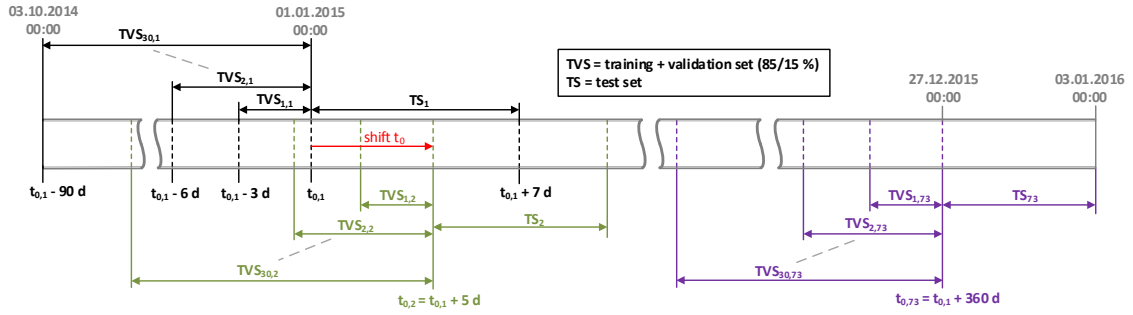 03.10.2014
00:00
01.01.2015
00:00
TVS30,1
TVS2,1
TVS1,1
TS1
TVS = training + validation set (85/15 %)
TS = test set
27.12.2015
00:00
03.01.2016
00:00
shift t0
t0,1 - 90 d
t0,1 - 6 d
t0,1 - 3 d
t0,1
t0,1 + 7 d
TVS1,2
TVS2,2
TS2
TVS30,2
t0,2 = t0,1 + 5 d
TVS1,73
TS73
TVS2,73
TVS30,73
t0,73 = t0,1 + 360 d